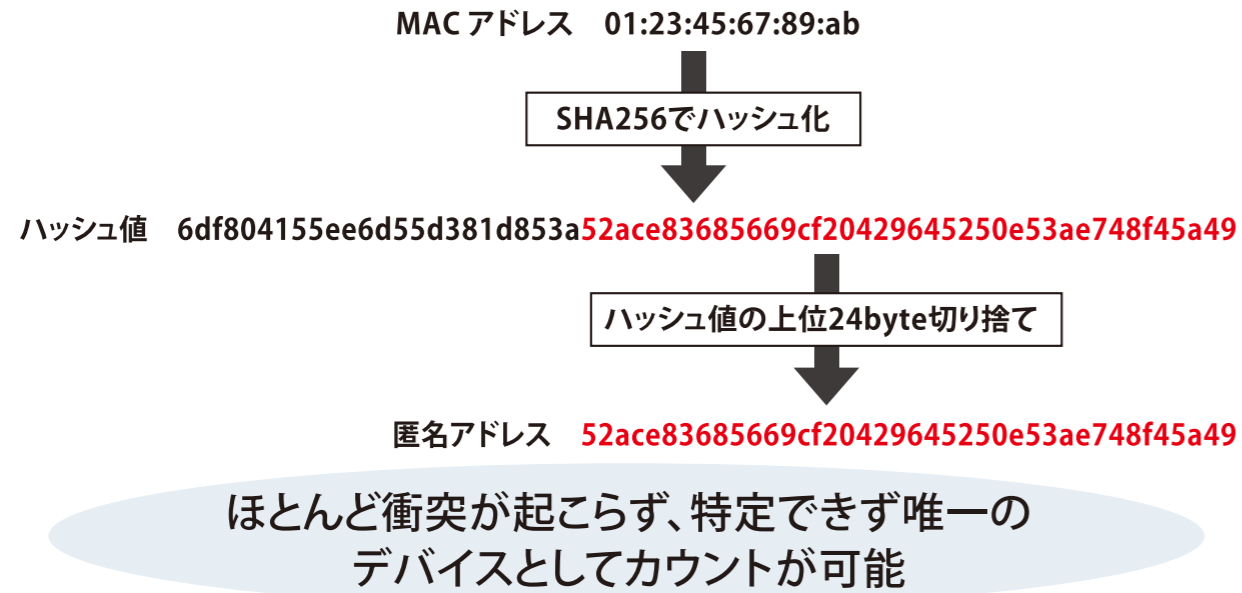 MAC アドレス 01:23:45:67:89:ab
SHA256でハッシュ化
ハッシュ値 6df804155ee6d55d381d853a52ace83685669cf20429645250e53ae748f45a49
ハッシュ値の上位24byte切り捨て
匿名アドレス 52ace83685669cf20429645250e53ae748f45a49
ほとんど衝突が起こらず、特定できず唯一の
デバイスとしてカウントが可能